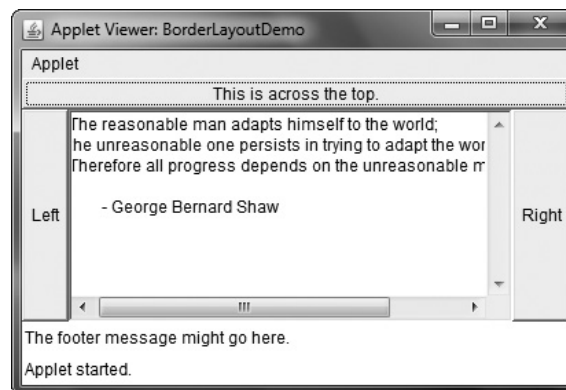 Applet Viewer: BorderLayoutDemo
Applet
This is across the top.
The reasonable man adapts himself to the world;
he unreasonable one persists in trying to adapt the wor
Therefore all progress depends on the unreasonable m
- George Bernard Shaw
Left
Right
The footer message might go here.
Applet started.